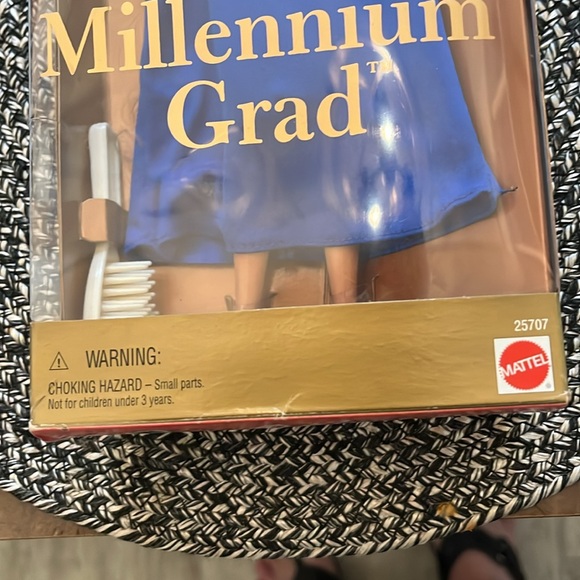 Millennium
Grad™
25707
⚠ WARNING:
CHOKING HAZARD – Small parts.
Not for children under 3 years.
MATTEL
®